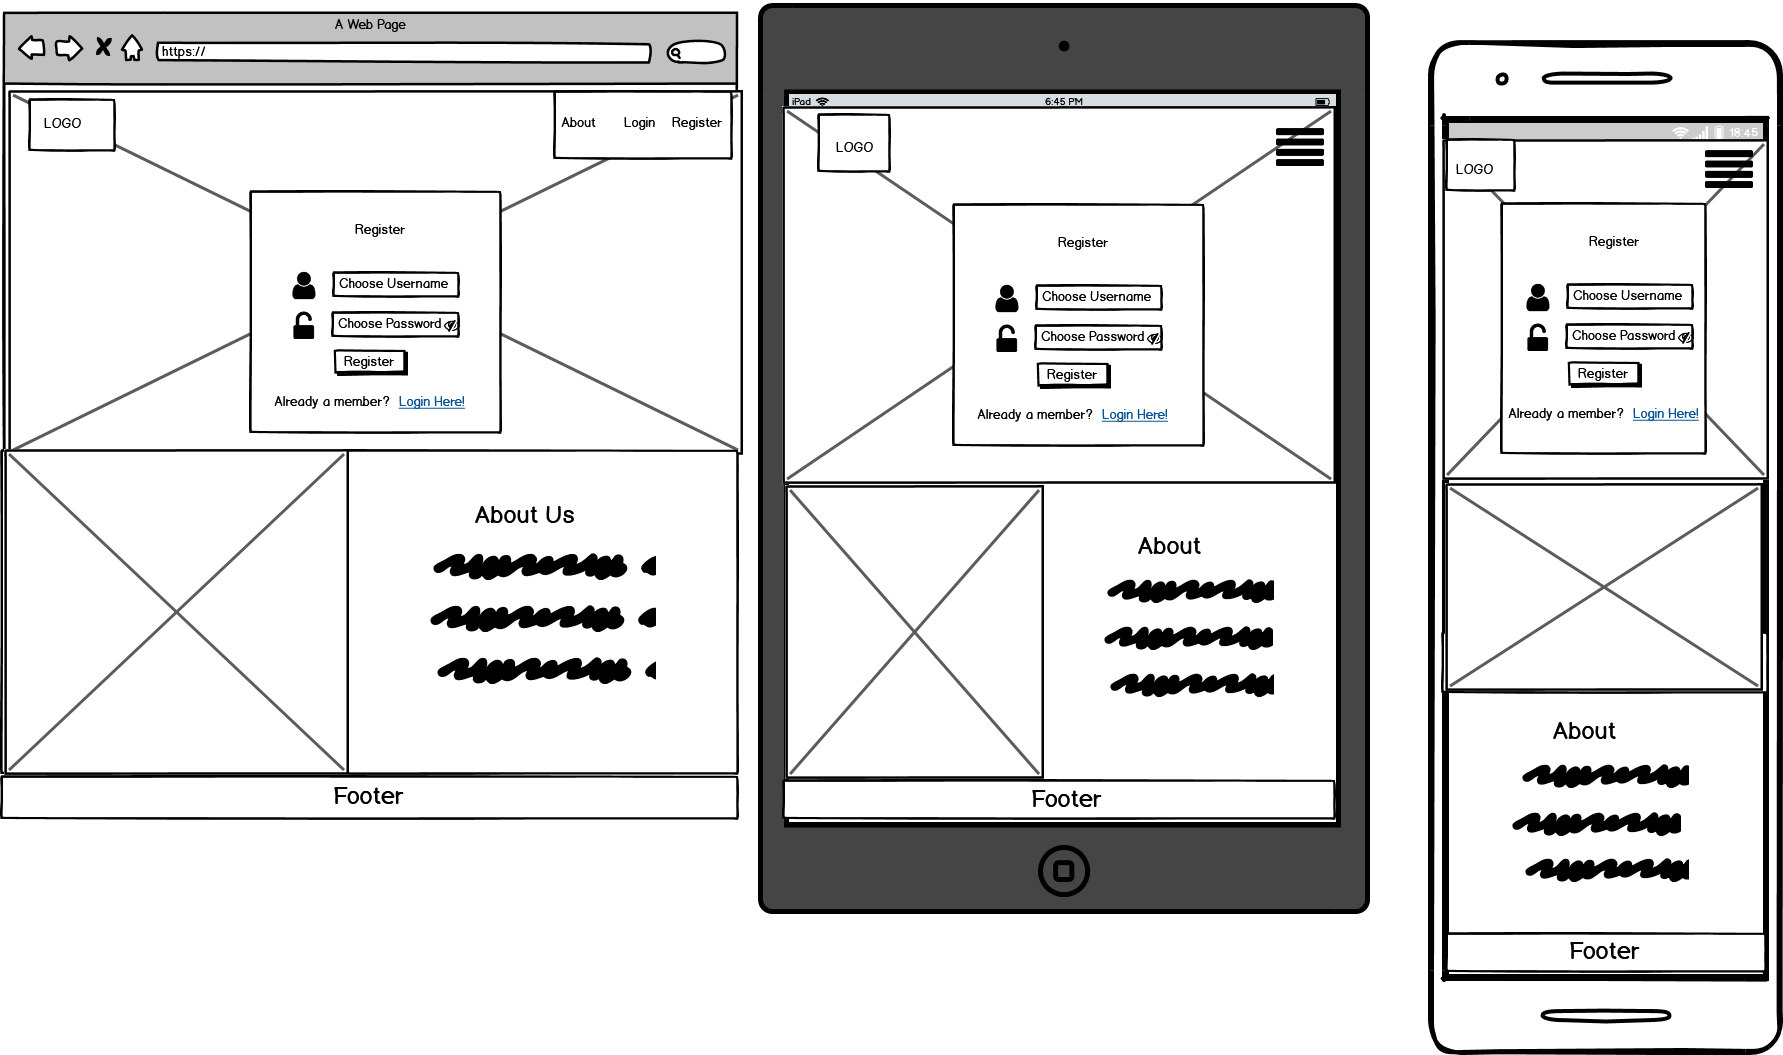 A Web Page
https://
LOGO
About Login Register
Register
Choose Username
Choose Password
Register
Already a member? Login Here!
About Us
Footer
iPad 6:45 PM
LOGO
Register
Choose Username
Choose Password
Register
Already a member? Login Here!
About
Footer
18:45
LOGO
Register
Choose Username
Choose Password
Register
Already a member? Login Here!
About
Footer